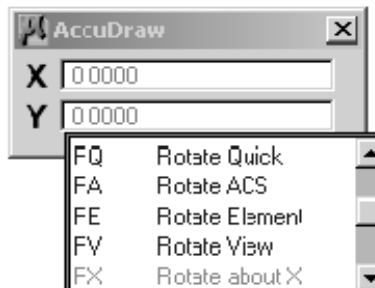 AccuDraw
X 0.0000
Y 0.0000
FQ Rotate Quick
FA Rotate ACS
FE Rotate Element
FV Rotate View
FX Rotate about X